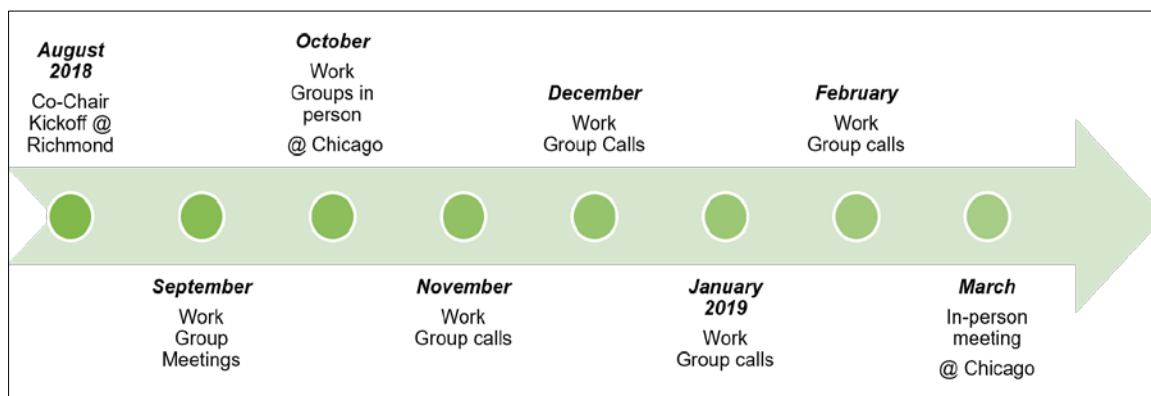 August
2018
Co-Chair
Kickoff @
Richmond
September
Work
Group
Meetings
October
Work
Groups in
person
@ Chicago
November
Work
Group calls
December
Work
Group Calls
January
2019
Work
Group calls
February
Work
Group calls
March
In-person
meeting
@ Chicago